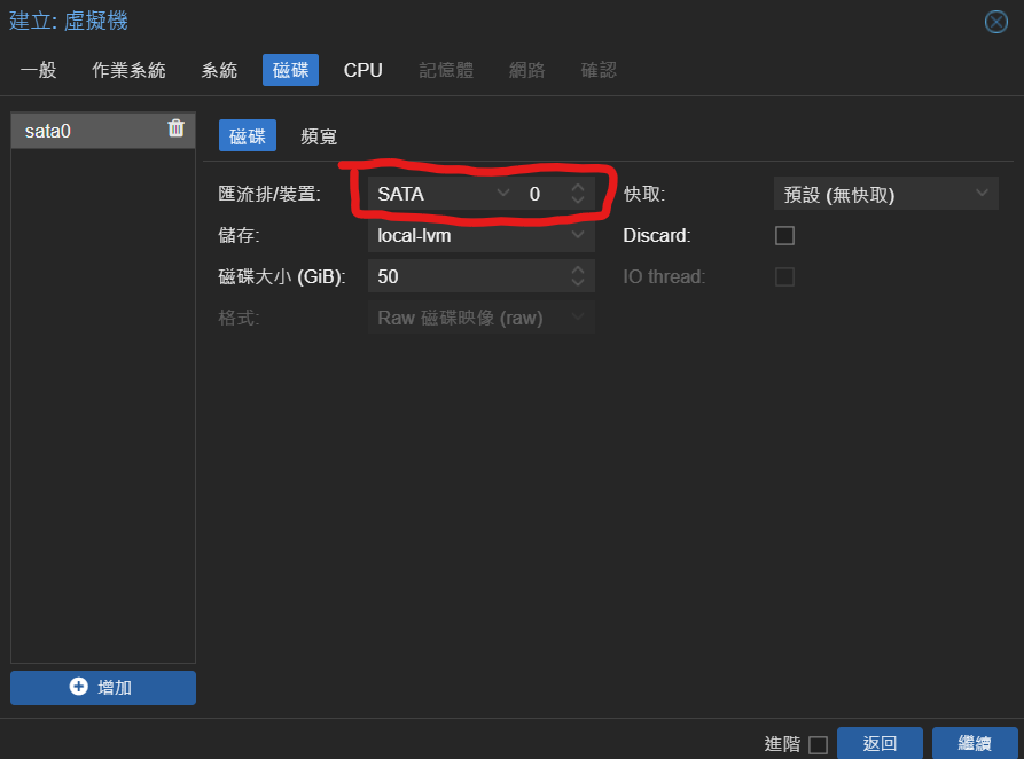 建立: 虛擬機
一般 作業系統 系統 磁碟 CPU 記憶體 網路 確認
sata0
磁碟 頻寬
匯流排/裝置: SATA 0 快取: 預設 (無快取)
儲存: local-lvm Discard:
磁碟大小 (GiB): 50 IO thread:
格式: Raw 磁碟映像 (raw)
增加
進階 返回 繼續